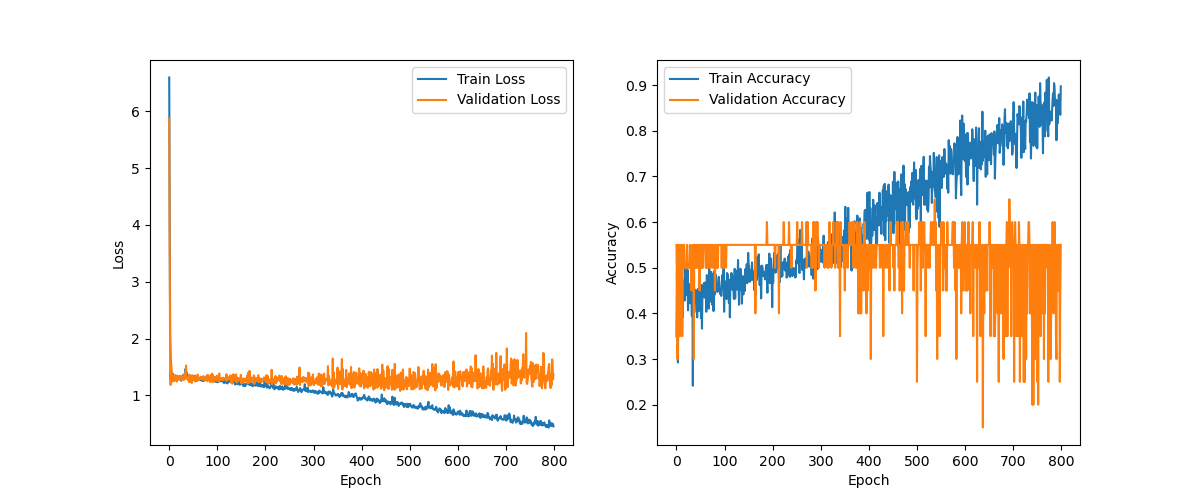 Train Loss
Validation Loss
6
5
4
3
2
1
Loss
0 100 200 300 400 500 600 700 800
Epoch
Train Accuracy
Validation Accuracy
0.9
0.8
0.7
0.6
0.5
0.4
0.3
0.2
Accuracy
0 100 200 300 400 500 600 700 800
Epoch